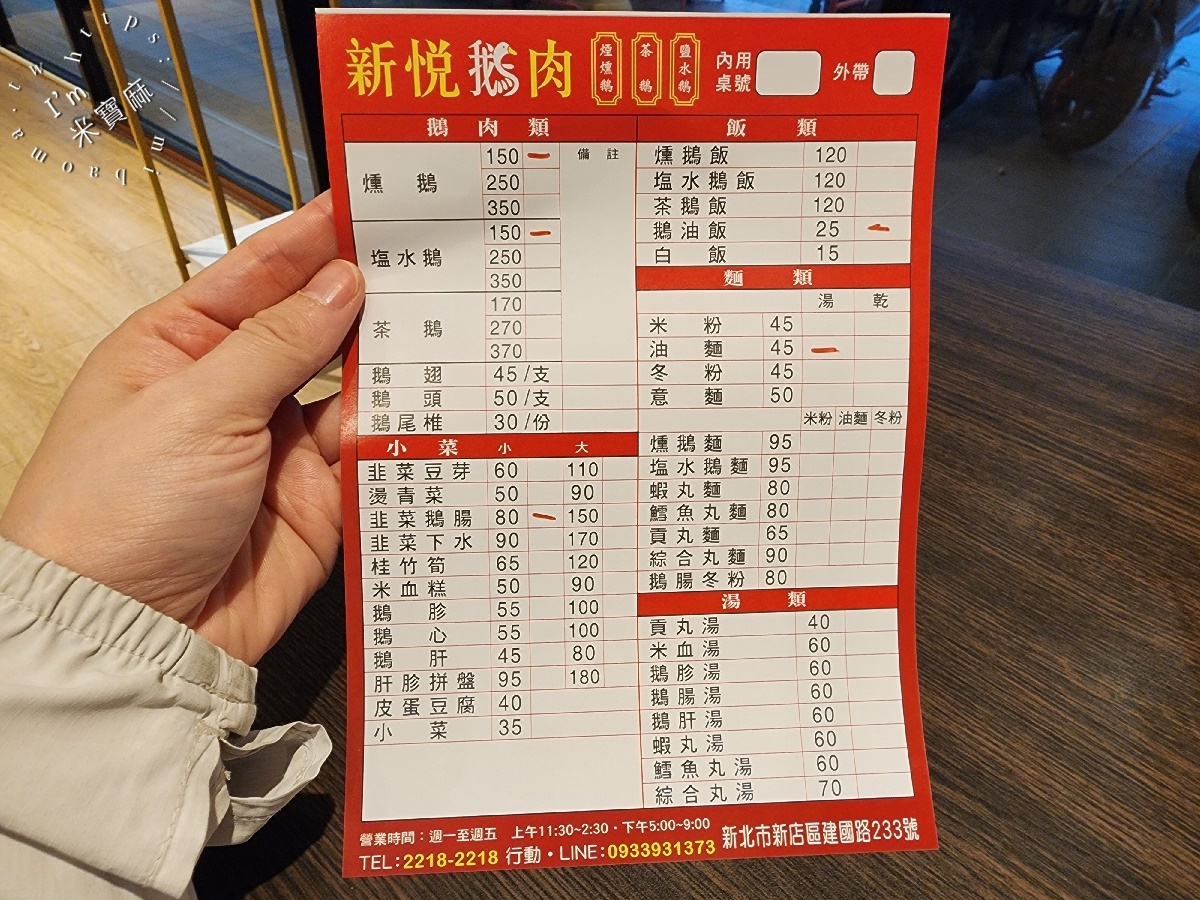 新悅鵝肉
煙燻鵝
茶鵝
鹽水鵝
內用桌號
外帶
鵝肉類
燻鵝 150 備註
250
350
塩水鵝 150
250
350
茶鵝 170
270
370
鵝翅 45/支
鵝頭 50/支
鵝尾椎 30/份
小菜 小 大
韭菜豆芽 60 110
燙青菜 50 90
韭菜鵝腸 80 150
韭菜下水 90 170
桂竹筍 65 120
米血糕 50 90
鵝胗 55 100
鵝心 55 100
鵝肝 45 80
肝胗拼盤 95 180
皮蛋豆腐 40
小菜 35
飯類
燻鵝飯 120
塩水鵝飯 120
茶鵝飯 120
鵝油飯 25
白飯 15
麵類
湯 乾
米粉 45
油麵 45
冬粉 45
意麵 50
米粉 油麵 冬粉
燻鵝麵 95
塩水鵝麵 95
蝦丸麵 80
鱈魚丸麵 80
貢丸麵 65
綜合丸麵 90
鵝腸冬粉 80
湯類
貢丸湯 40
米血湯 60
鵝胗湯 60
鵝腸湯 60
鵝肝湯 60
蝦丸湯 60
鱈魚丸湯 60
綜合丸湯 70
營業時間：週一至週五 上午11:30~2:30・下午5:00~9:00
TEL:2218-2218 行動・LINE:0933931373
新北市新店區建國路233號
I'm
米寶麻